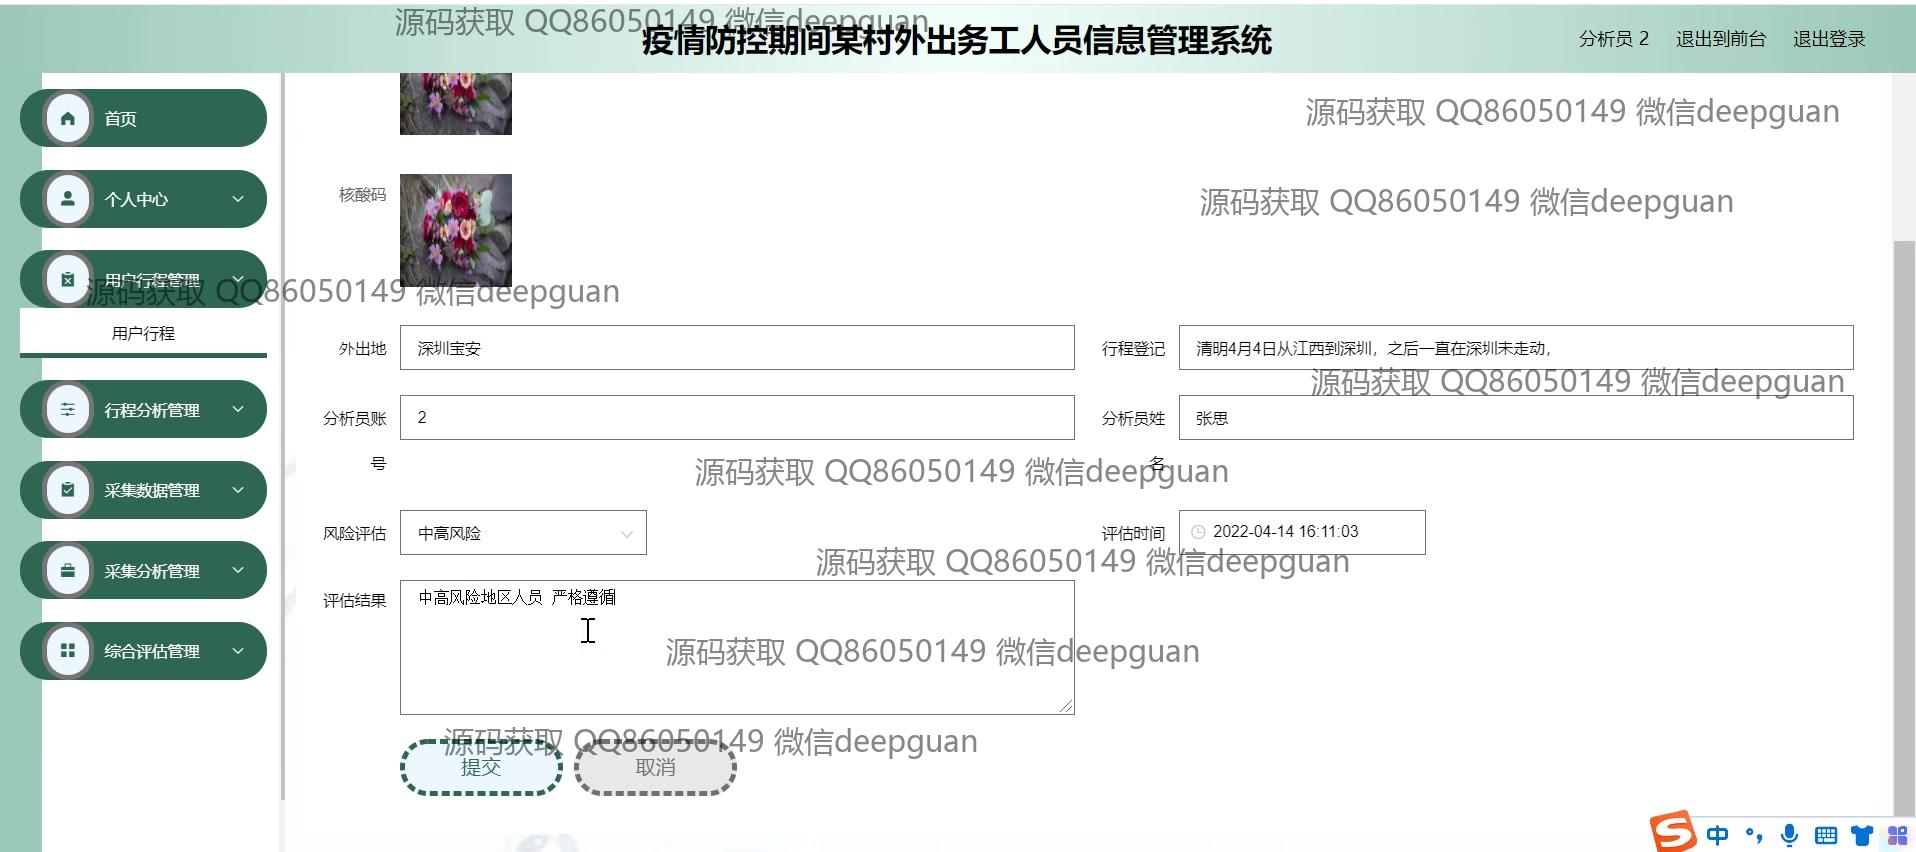 源码获取 QQ86050149 微信deepguan
疫情防控期间某村外出务工人员信息管理系统
分析员 2 退出到前台 退出登录
首页
源码获取 QQ86050149 微信deepguan
个人中心
核酸码
源码获取 QQ86050149 微信deepguan
用户行程管理
源码获取 QQ86050149 微信deepguan
用户行程
外出地 深圳宝安 行程登记 清明4月4日从江西到深圳，之后一直在深圳未走动，
源码获取 QQ86050149 微信deepguan
行程分析管理
分析员账号 2 分析员姓名 张思
源码获取 QQ86050149 微信deepguan
采集数据管理
风险评估 中高风险 评估时间 2022-04-14 16:11:03
源码获取 QQ86050149 微信deepguan
采集分析管理
评估结果 中高风险地区人员 严格遵循
综合评估管理
源码获取 QQ86050149 微信deepguan
源码获取 QQ86050149 微信deepguan
提交 取消
中